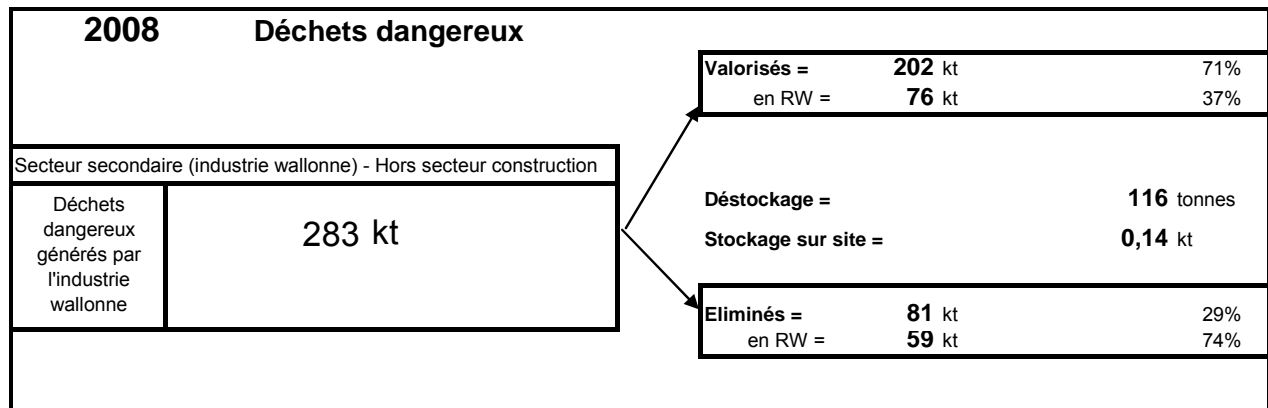 2008 Déchets dangereux
Valorisés = 202 kt 71%
en RW = 76 kt 37%
Secteur secondaire (industrie wallonne) - Hors secteur construction
Déchets
dangereux
générés par
l'industrie
wallonne
283 kt
Déstockage = 116 tonnes
Stockage sur site = 0,14 kt
Eliminés = 81 kt 29%
en RW = 59 kt 74%